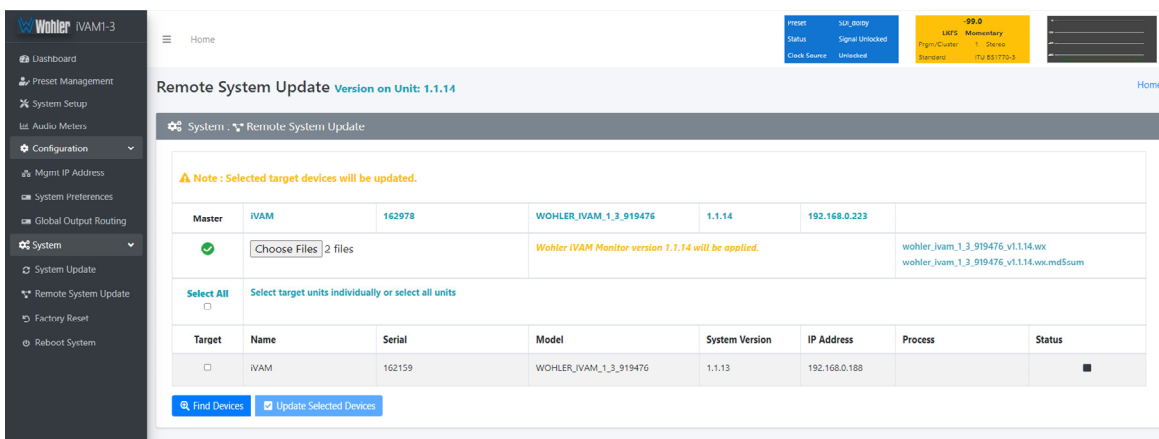 Wohler iVAM1-3
Dashboard
Preset Management
System Setup
Audio Meters
Configuration
Mgmt IP Address
System Preferences
Global Output Routing
System
System Update
Remote System Update
Factory Reset
Reboot System
Home
Preset SDI_dolby
Status Signal Unlocked
Clock Source Unlocked
-99.0
LKFS Momentary
Prgm/Cluster 1 Stereo
Standard ITU BS1770-3
Remote System Update Version on Unit: 1.1.14
Home
System : Remote System Update
Note : Selected target devices will be updated.
Master iVAM 162978 WOHLER_IVAM_1_3_919476 1.1.14 192.168.0.223
Choose Files 2 files Wohler iVAM Monitor version 1.1.14 will be applied. wohler_ivam_1_3_919476_v1.1.14.wx
wohler_ivam_1_3_919476_v1.1.14.wx.md5sum
Select All Select target units individually or select all units
Target Name Serial Model System Version IP Address Process Status
iVAM 162159 WOHLER_IVAM_1_3_919476 1.1.13 192.168.0.188
Find Devices Update Selected Devices